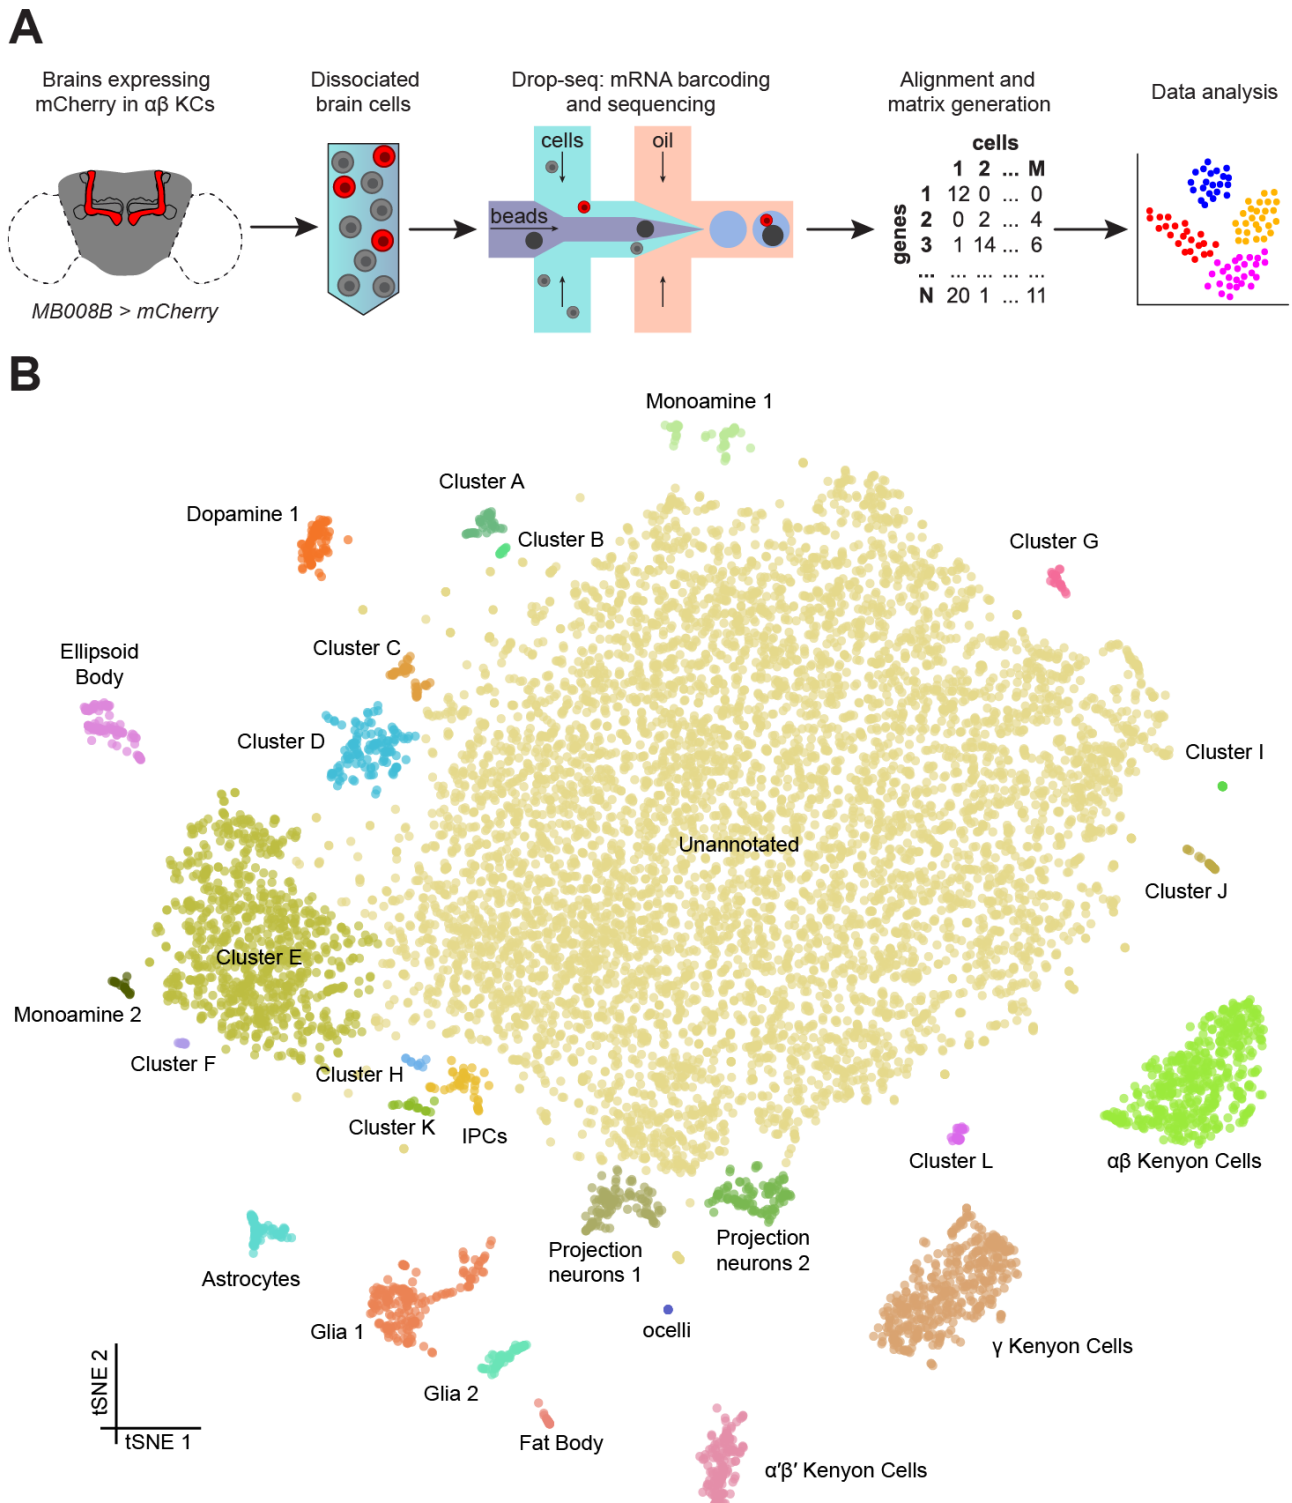 A
Brains expressing
mCherry in αβ KCs
Dissociated
brain cells
Drop-seq: mRNA barcoding
and sequencing
Alignment and
matrix generation
Data analysis
cells
oil
beads
cells
1 2 ... M
1 12 0 ... 0
2 0 2 ... 4
3 1 14 ... 6
... ... ... ... ...
N 20 1 ... 11
genes
MB008B > mCherry
B
Monoamine 1
Cluster A
Dopamine 1
Cluster B
Cluster G
Cluster C
Ellipsoid
Body
Cluster D
Cluster I
Unannotated
Cluster J
Cluster E
Monoamine 2
Cluster F
Cluster H
Cluster K
IPCs
Cluster L
αβ Kenyon Cells
Projection
neurons 1
Projection
neurons 2
Astrocytes
Glia 1
ocelli
γ Kenyon Cells
Glia 2
Fat Body
α′β′ Kenyon Cells
tSNE 2
tSNE 1